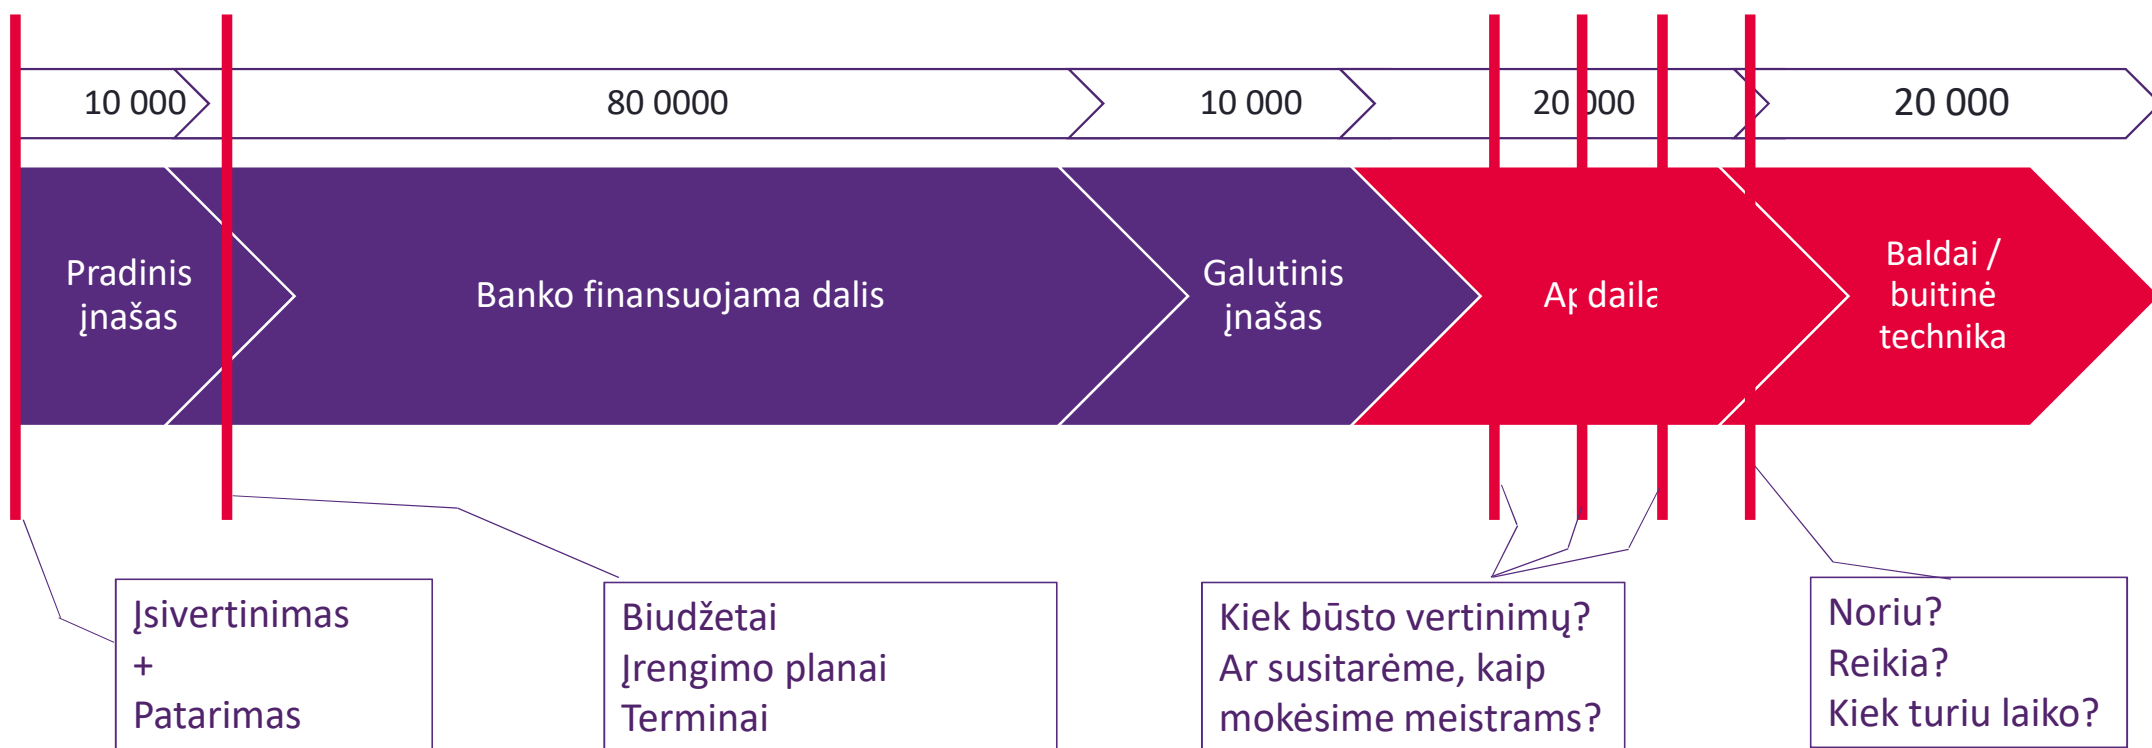 10 000
80 0000
10 000
20 000
20 000
Pradinis
įnašas
Banko finansuojama dalis
Galutinis
įnašas
Apdaila
Baldai /
buitinė
technika
Įsivertinimas
+
Patarimas
Biudžetai
Įrengimo planai
Terminai
Kiek būsto vertinimų?
Ar susitarėme, kaip
mokėsime meistrams?
Noriu?
Reikia?
Kiek turiu laiko?